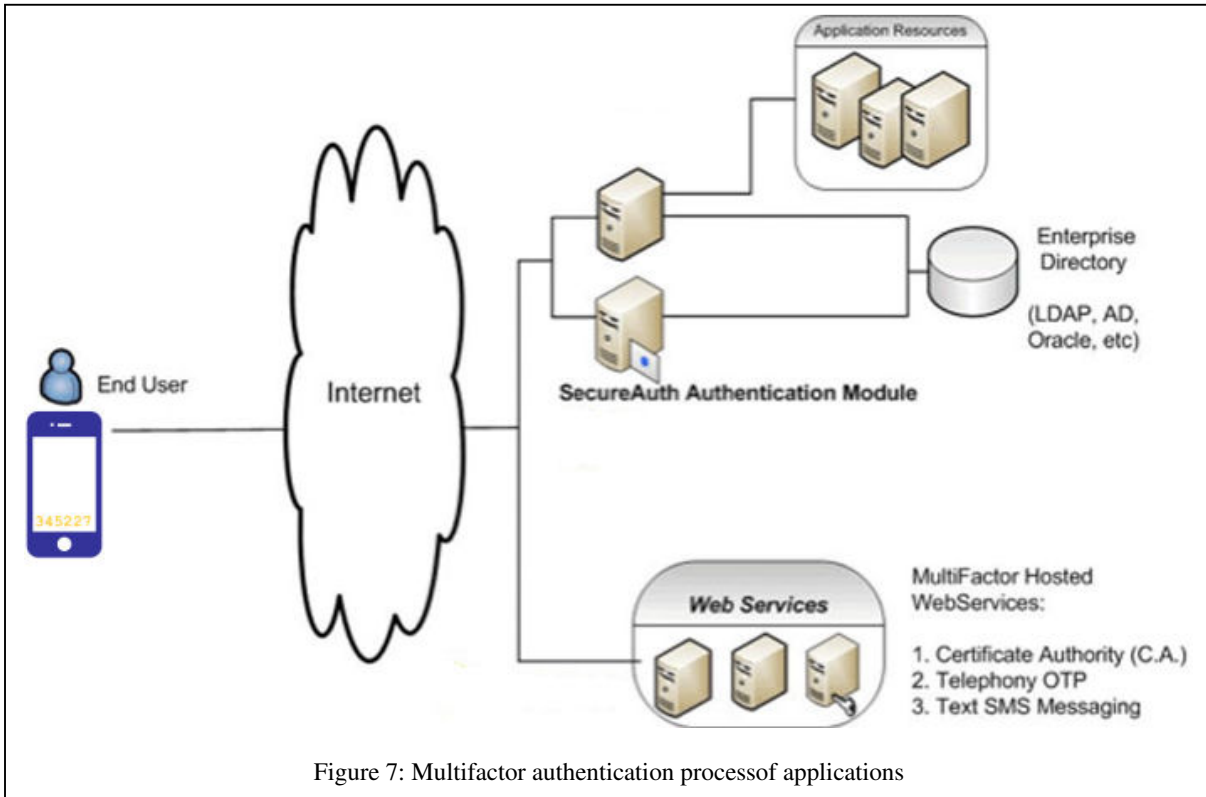 Application Resources
Enterprise
Directory
(LDAP, AD,
Oracle, etc)
End User
Internet
SecureAuth Authentication Module
345227
Web Services
MultiFactor Hosted
WebServices:
1. Certificate Authority (C.A.)
2. Telephony OTP
3. Text SMS Messaging
Figure 7: Multifactor authentication processof applications